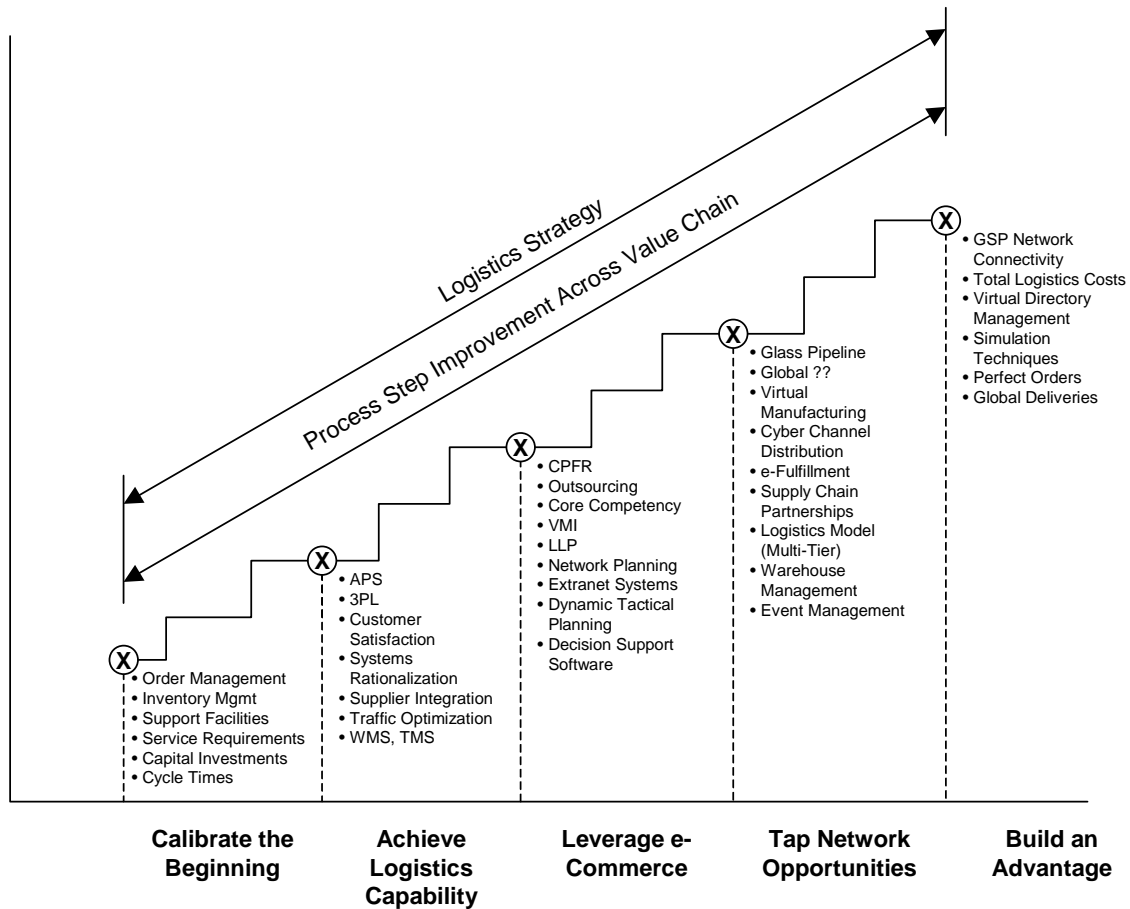 Logistics Strategy
Process Step Improvement Across Value Chain
X
• Order Management
• Inventory Mgmt
• Support Facilities
• Service Requirements
• Capital Investments
• Cycle Times
X
• APS
• 3PL
• Customer
Satisfaction
• Systems
Rationalization
• Supplier Integration
• Traffic Optimization
• WMS, TMS
X
• CPFR
• Outsourcing
• Core Competency
• VMI
• LLP
• Network Planning
• Extranet Systems
• Dynamic Tactical
Planning
• Decision Support
Software
X
• Glass Pipeline
• Global ??
• Virtual
Manufacturing
• Cyber Channel
Distribution
• e-Fulfillment
• Supply Chain
Partnerships
• Logistics Model
(Multi-Tier)
• Warehouse
Management
• Event Management
X
• GSP Network
Connectivity
• Total Logistics Costs
• Virtual Directory
Management
• Simulation
Techniques
• Perfect Orders
• Global Deliveries
Calibrate the
Beginning
Achieve
Logistics
Capability
Leverage e-
Commerce
Tap Network
Opportunities
Build an
Advantage